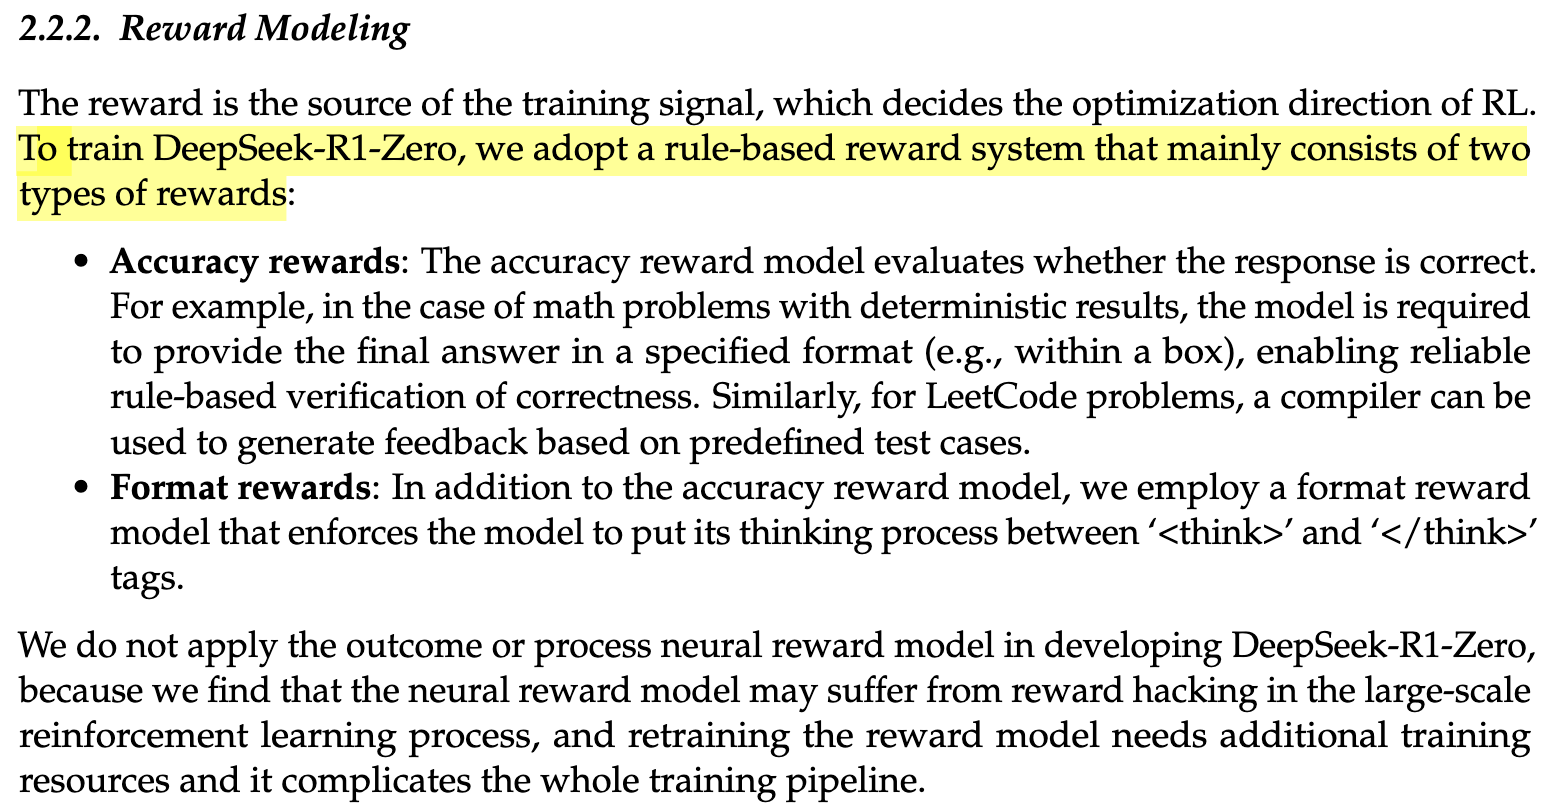 2.2.2. Reward Modeling
The reward is the source of the training signal, which decides the optimization direction of RL.
To train DeepSeek-R1-Zero, we adopt a rule-based reward system that mainly consists of two
types of rewards:
• Accuracy rewards: The accuracy reward model evaluates whether the response is correct.
For example, in the case of math problems with deterministic results, the model is required
to provide the final answer in a specified format (e.g., within a box), enabling reliable
rule-based verification of correctness. Similarly, for LeetCode problems, a compiler can be
used to generate feedback based on predefined test cases.
• Format rewards: In addition to the accuracy reward model, we employ a format reward
model that enforces the model to put its thinking process between ‘<think>’ and ‘</think>’
tags.
We do not apply the outcome or process neural reward model in developing DeepSeek-R1-Zero,
because we find that the neural reward model may suffer from reward hacking in the large-scale
reinforcement learning process, and retraining the reward model needs additional training
resources and it complicates the whole training pipeline.